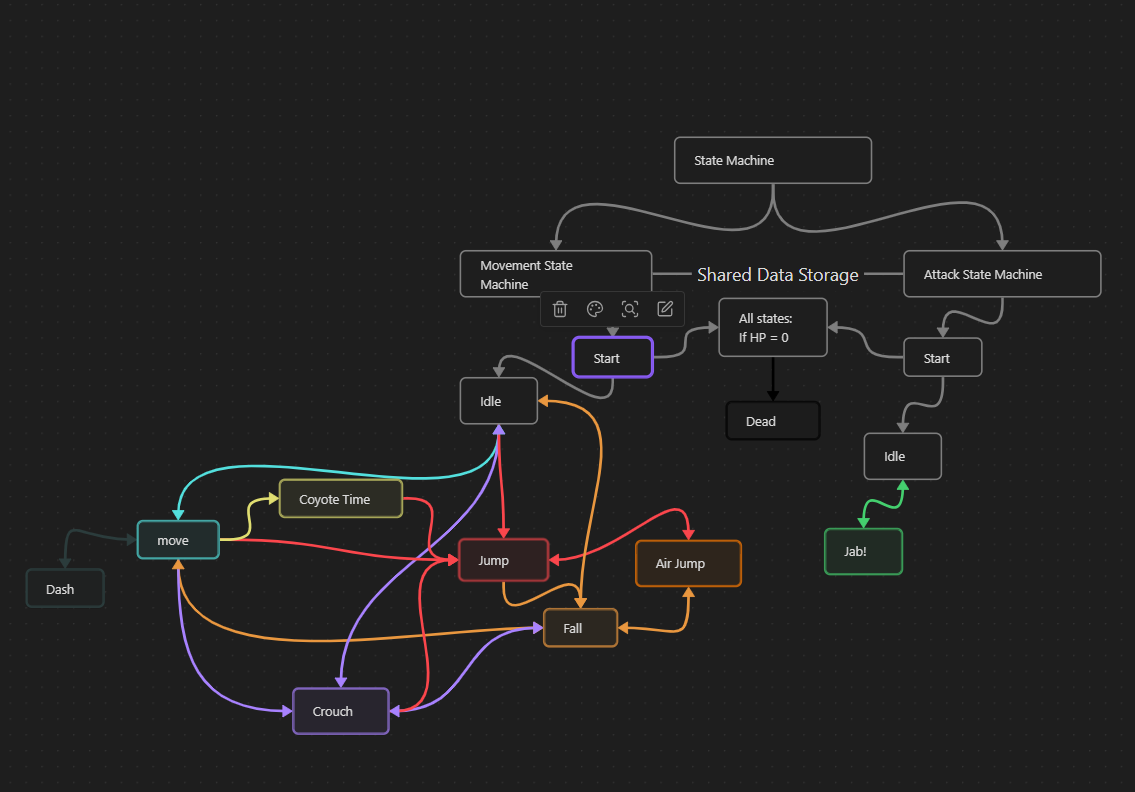 State Machine
Movement State
Machine
Shared Data Storage
Attack State Machine
All states:
If HP = 0
Start
Start
Idle
Dead
Idle
Coyote Time
move
Jump
Air Jump
Jab!
Dash
Fall
Crouch